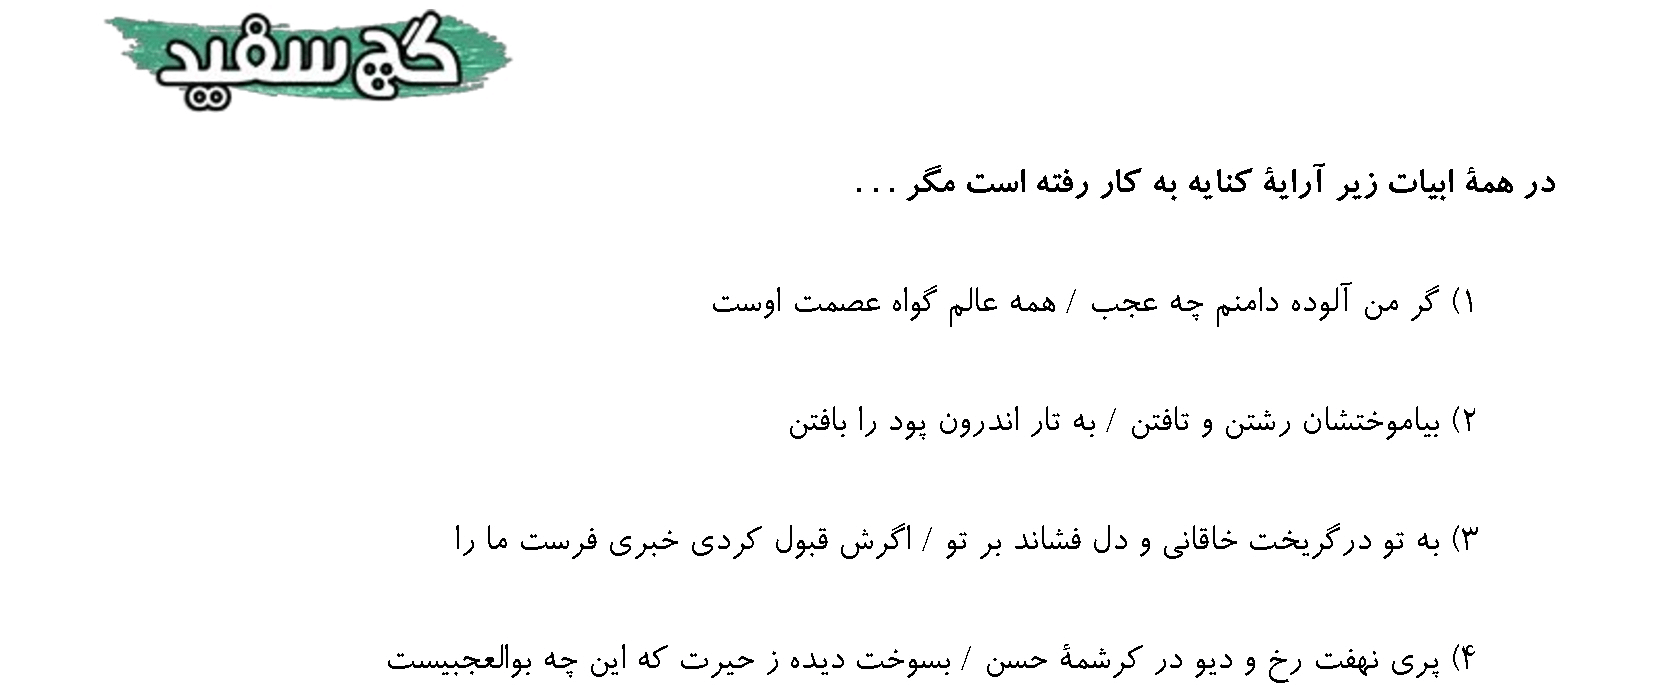 گچ سفید
در همهٔ ابیات زیر آرایهٔ کنایه به کار رفته است مگر ...
۱) گر من آلوده دامنم چه عجب / همه عالم گواه عصمت اوست
۲) بیاموختشان رشتن و تافتن / به تار اندرون پود را بافتن
۳) به تو درگریخت خاقانی و دل فشاند بر تو / اگرش قبول کردی خبری فرست ما را
۴) پری نهفت رخ و دیو در کرشمهٔ حسن / بسوخت دیده ز حیرت که این چه بوالعجبیست